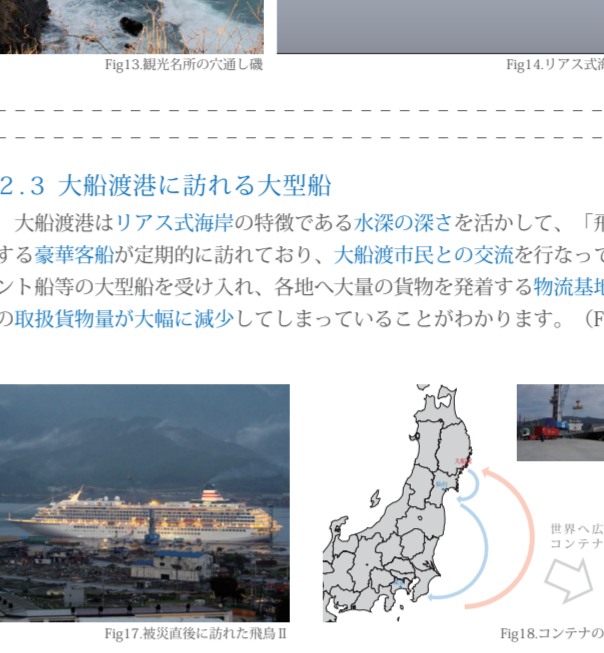 Fig13.観光名所の穴通し磯
Fig14.リアス式海
2.3 大船渡港に訪れる大型船
大船渡港はリアス式海岸の特徴である水深の深さを活かして、「飛
する豪華客船が定期的に訪れており、大船渡市民との交流を行なって
ント船等の大型船を受け入れ、各地へ大量の貨物を発着する物流基地
の取扱貨物量が大幅に減少してしまっていることがわかります。（F
世界へ広
コンテナ
Fig17.被災直後に訪れた飛鳥Ⅱ
Fig18.コンテナの